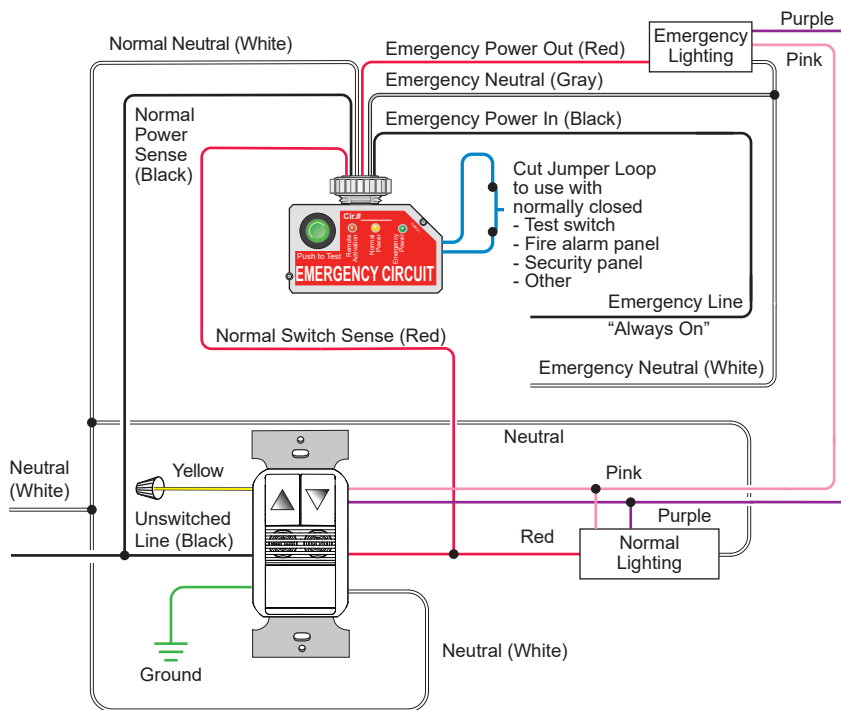 Purple
Normal Neutral (White)
Emergency Power Out (Red)
Emergency
Lighting
Pink
Emergency Neutral (Gray)
Normal
Power
Sense
(Black)
Emergency Power In (Black)
Cut Jumper Loop
to use with
normally closed
- Test switch
- Fire alarm panel
- Security panel
- Other
Cir.#______
Push to Test
Remote
Activation
Normal
Power
Emergency
Power
EMERGENCY CIRCUIT
Emergency Line
“Always On”
Normal Switch Sense (Red)
Emergency Neutral (White)
Neutral
Neutral
(White)
Yellow
Pink
Unswitched
Line (Black)
Purple
Red
Normal
Lighting
Neutral (White)
Ground